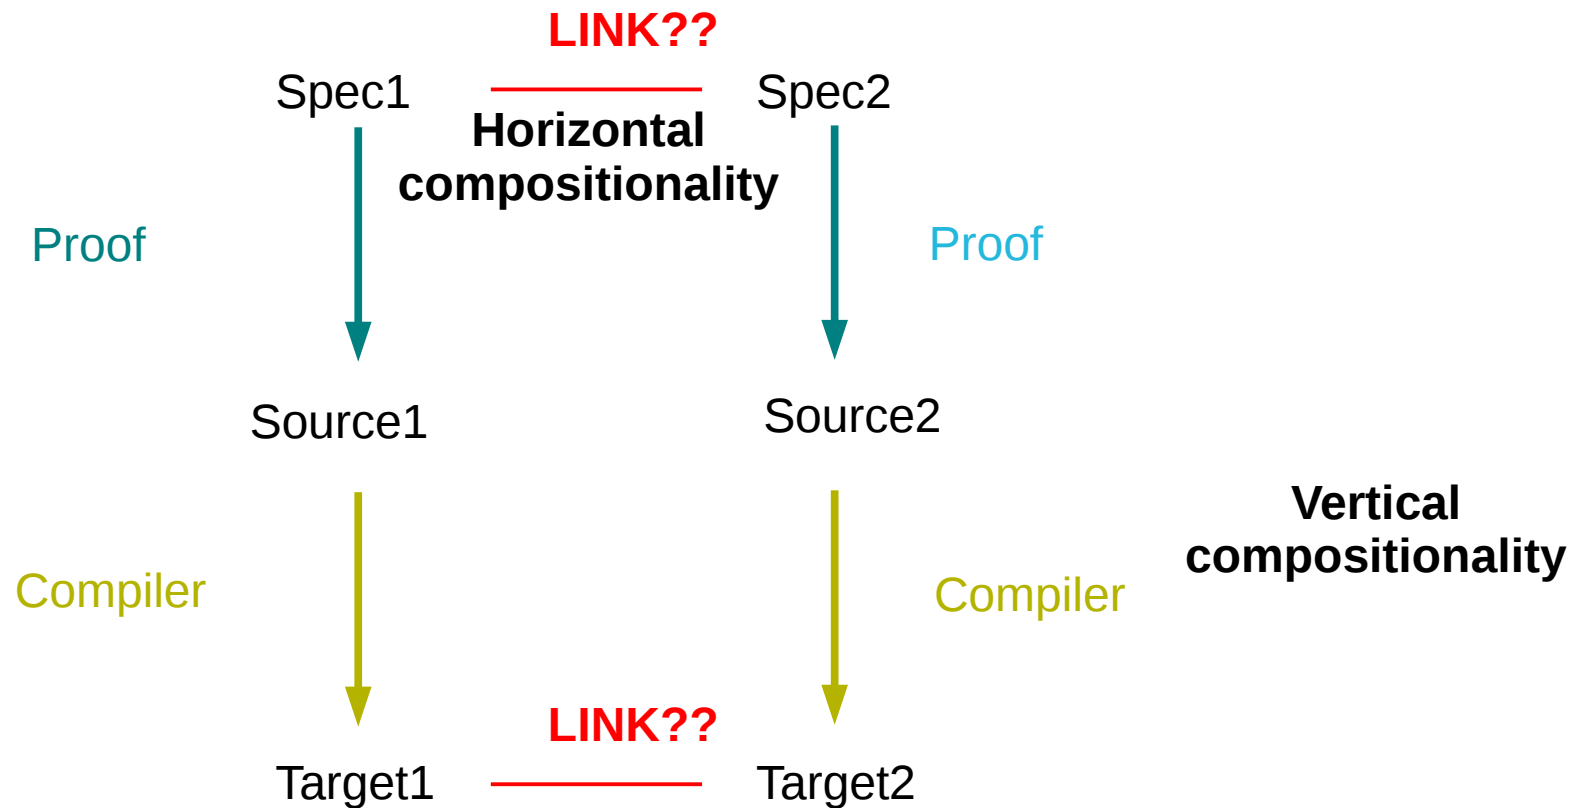 LINK??
Spec1
Spec2
Horizontal
compositionality
Proof
Proof
Source1
Source2
Vertical
compositionality
Compiler
Compiler
LINK??
Target1
Target2